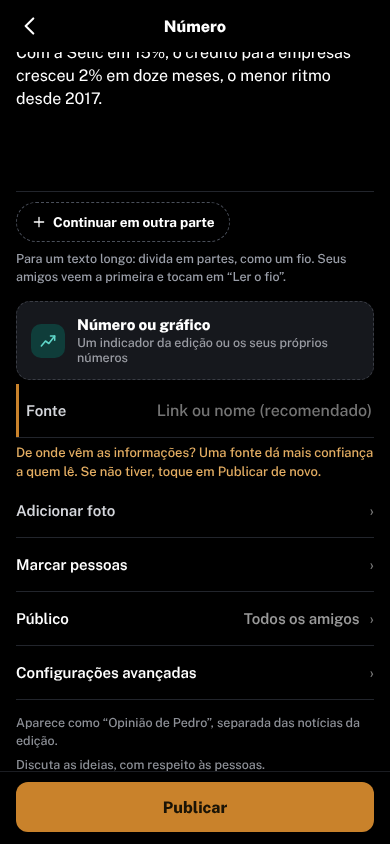 Número
Com a Selic em 15%, o crédito para empresas
cresceu 2% em doze meses, o menor ritmo
desde 2017.
+ Continuar em outra parte
Para um texto longo: divida em partes, como um fio. Seus
amigos veem a primeira e tocam em “Ler o fio”.
Número ou gráfico
Um indicador da edição ou os seus próprios
números
Fonte Link ou nome (recomendado)
De onde vêm as informações? Uma fonte dá mais confiança
a quem lê. Se não tiver, toque em Publicar de novo.
Adicionar foto ›
Marcar pessoas ›
Público Todos os amigos ›
Configurações avançadas ›
Aparece como “Opinião de Pedro”, separada das notícias da
edição.
Discuta as ideias, com respeito às pessoas.
Publicar